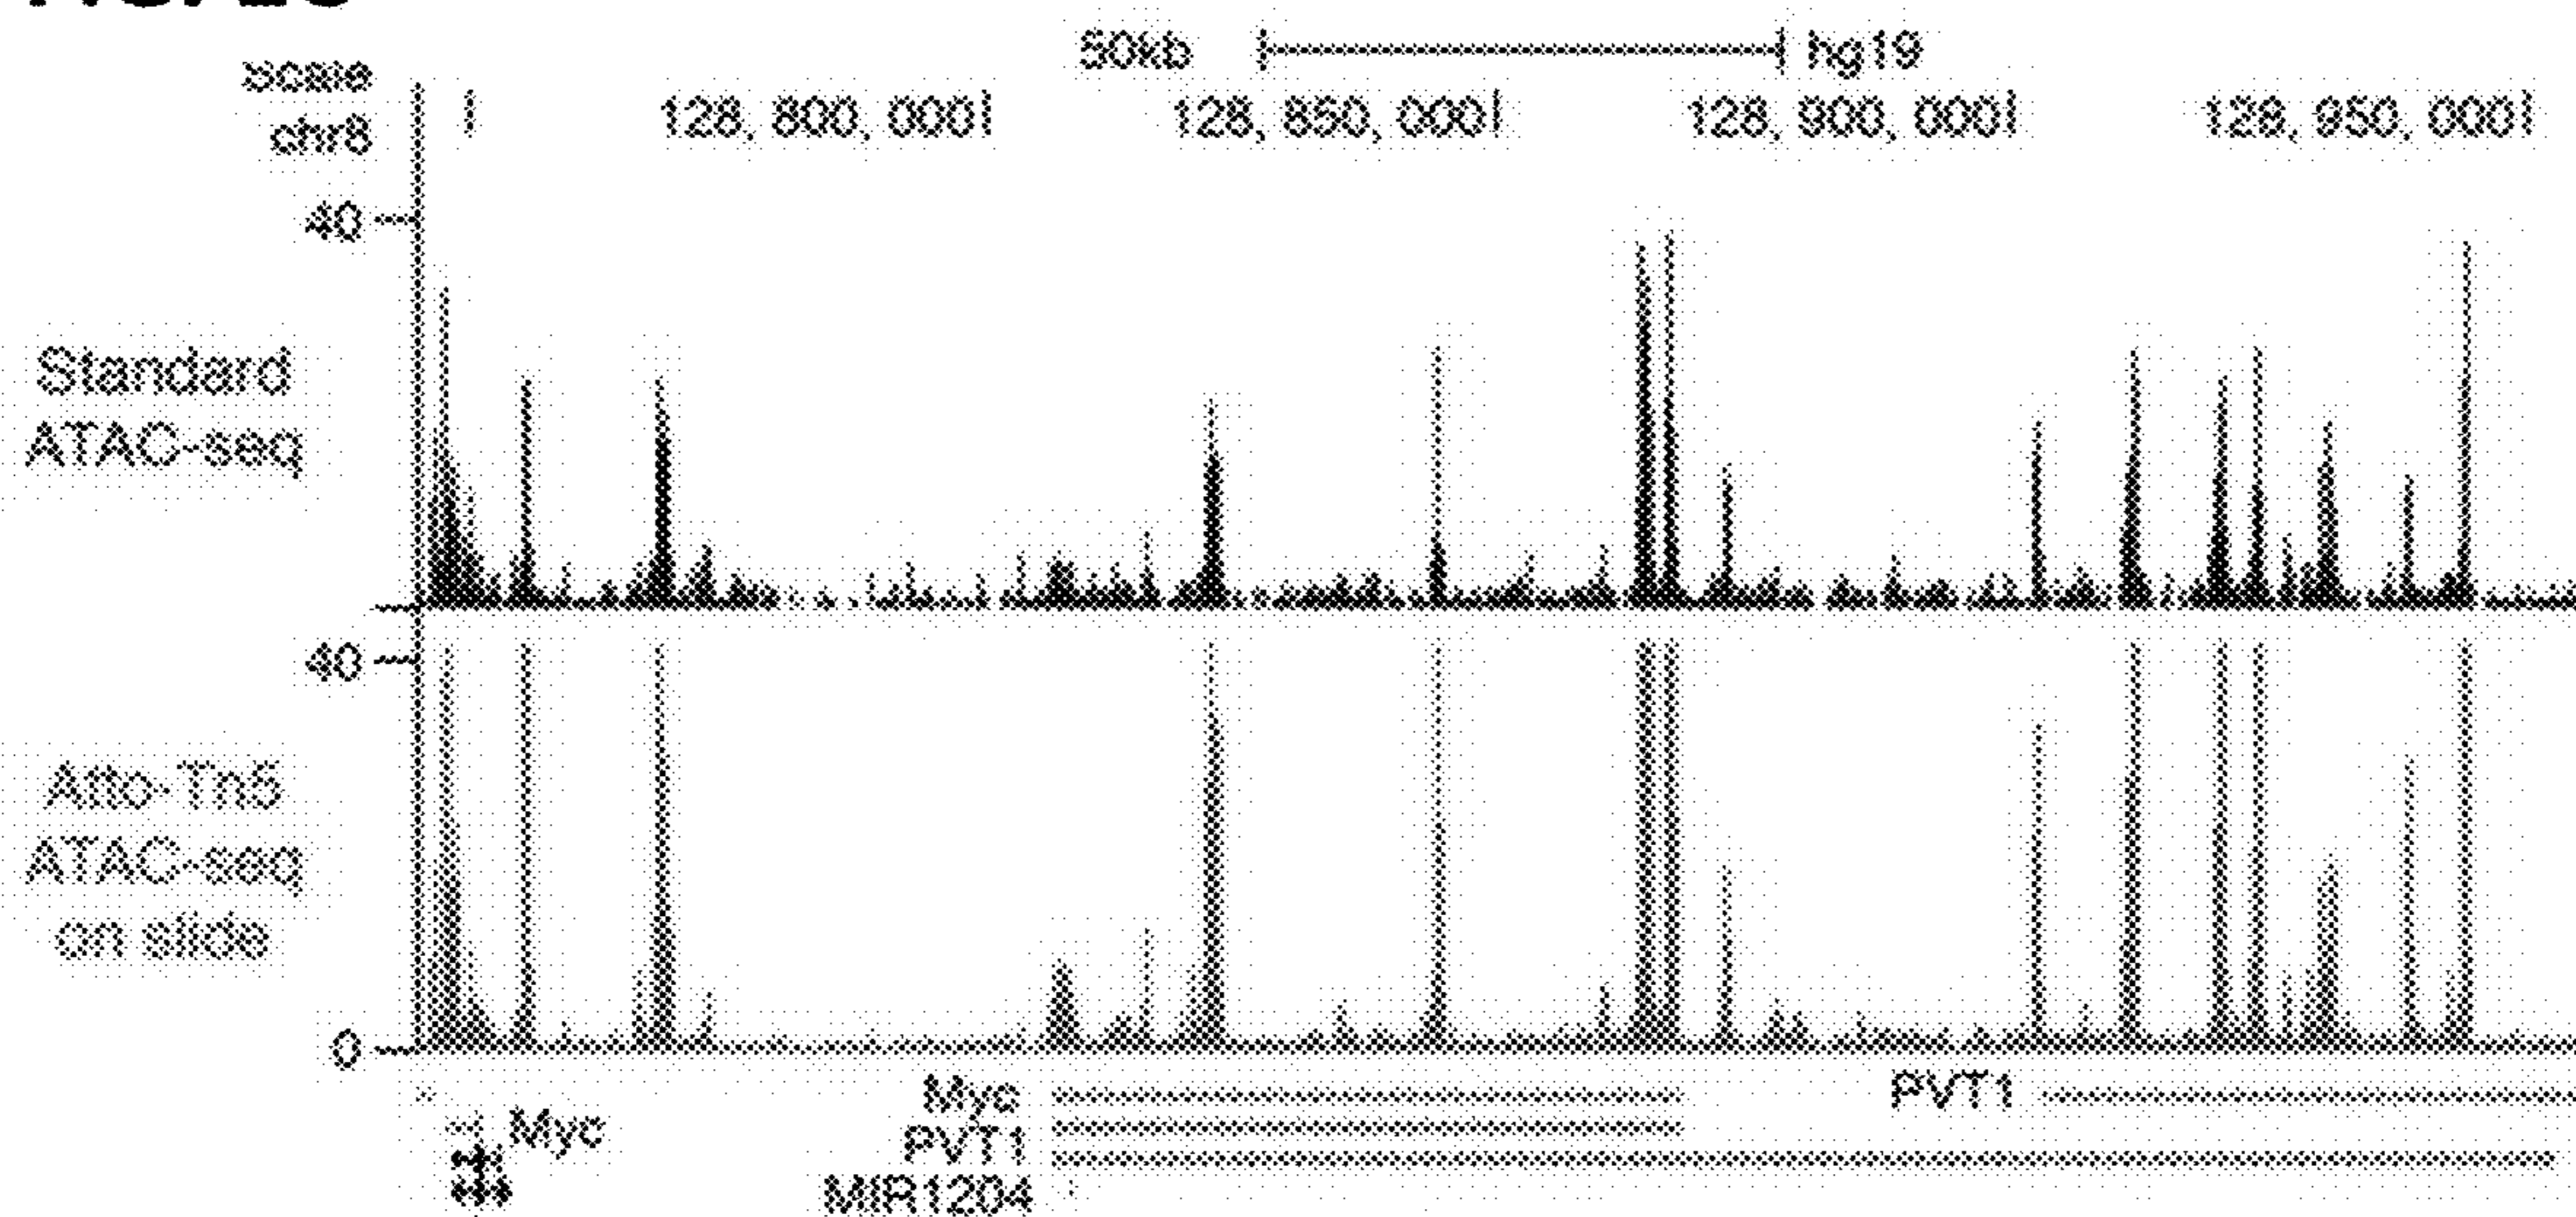 50kb hg19
Scale
chr8 128, 800, 000 128, 850, 000 128, 900, 000 128, 950, 000
40
Standard
ATAC-seq
40
Atto-Tn5
ATAC-seq
on slide
0
Myc PVT1
Myc
PVT1
MIR1204